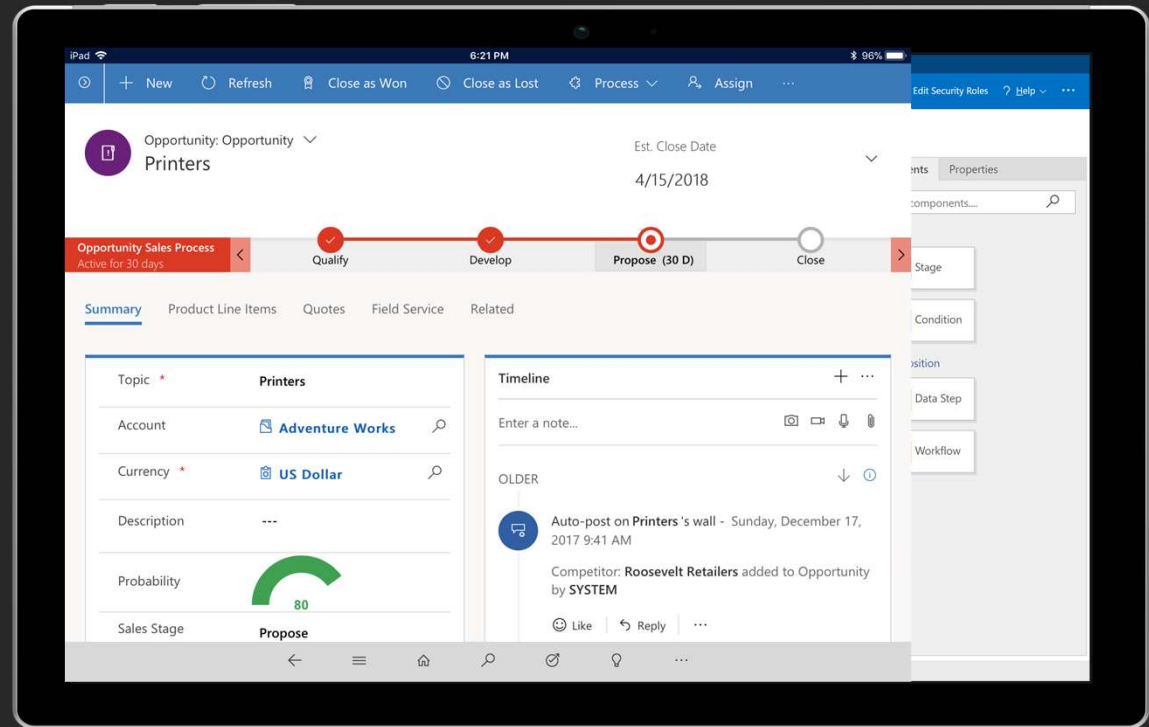 iPad
6:21 PM
96%
New
Refresh
Close as Won
Close as Lost
Process
Assign
...
Edit Security Roles
? Help
...
Opportunity: Opportunity
Printers
Est. Close Date
4/15/2018
Opportunity Sales Process
Active for 30 days
Qualify
Develop
Propose (30 D)
Close
Summary
Product Line Items
Quotes
Field Service
Related
Topic *
Printers
Account
Adventure Works
Currency *
US Dollar
Description
---
Probability
80
Sales Stage
Propose
Timeline
Enter a note...
OLDER
Auto-post on Printers 's wall - Sunday, December 17,
2017 9:41 AM
Competitor: Roosevelt Retailers added to Opportunity
by SYSTEM
Like
Reply
...
ents
Properties
components....
Stage
Condition
osition
Data Step
Workflow